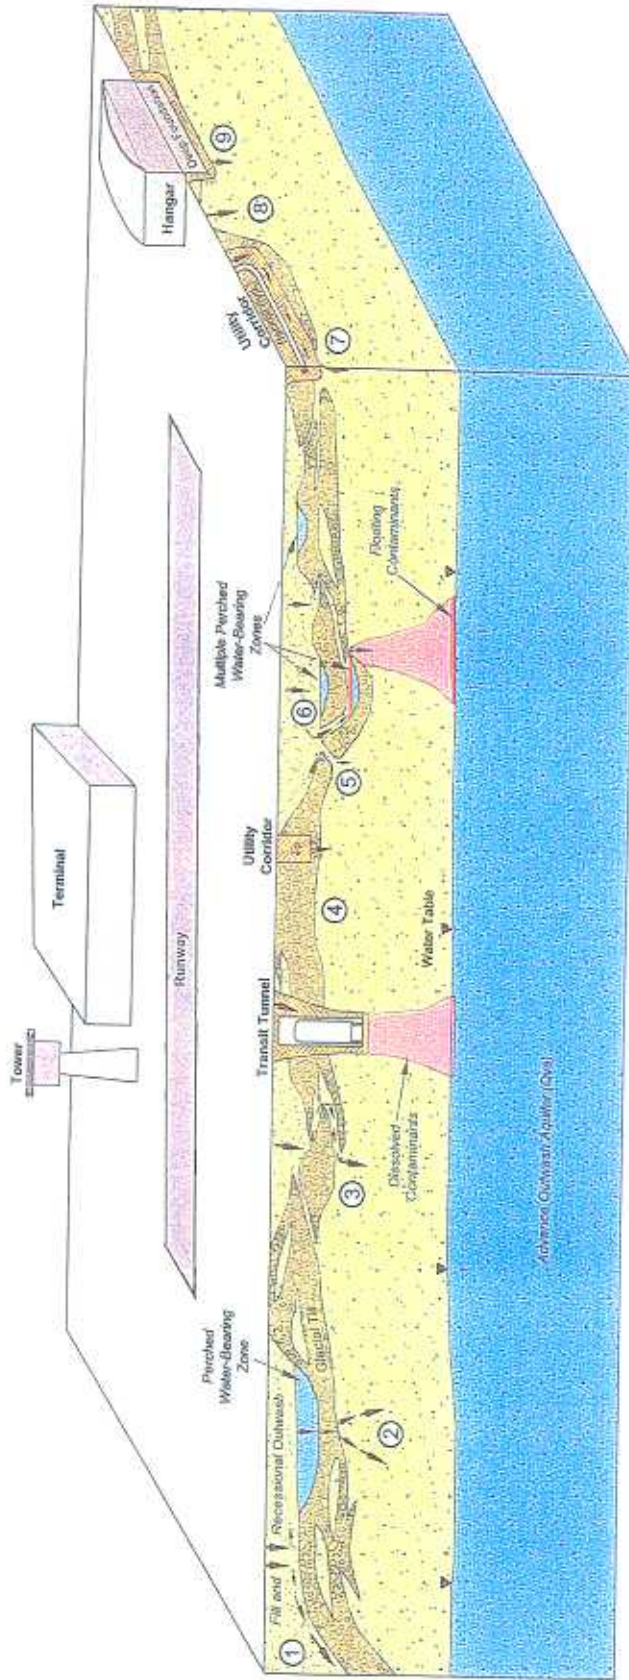 Tower
Terminal
Runway
Hangar
Deep Foundation
Utility
Corridor
Perched
Water-Bearing
Zone
Transit Tunnel
Utility
Corridor
Multiple Perched
Water-Bearing
Zones
Fill and
Recessional Outwash
Glacial Till
1
2
3
4
5
6
7
8
9
Dissolved
Contaminants
Water Table
Floating
Contaminants
Advance Outwash Aquifer (Qva)